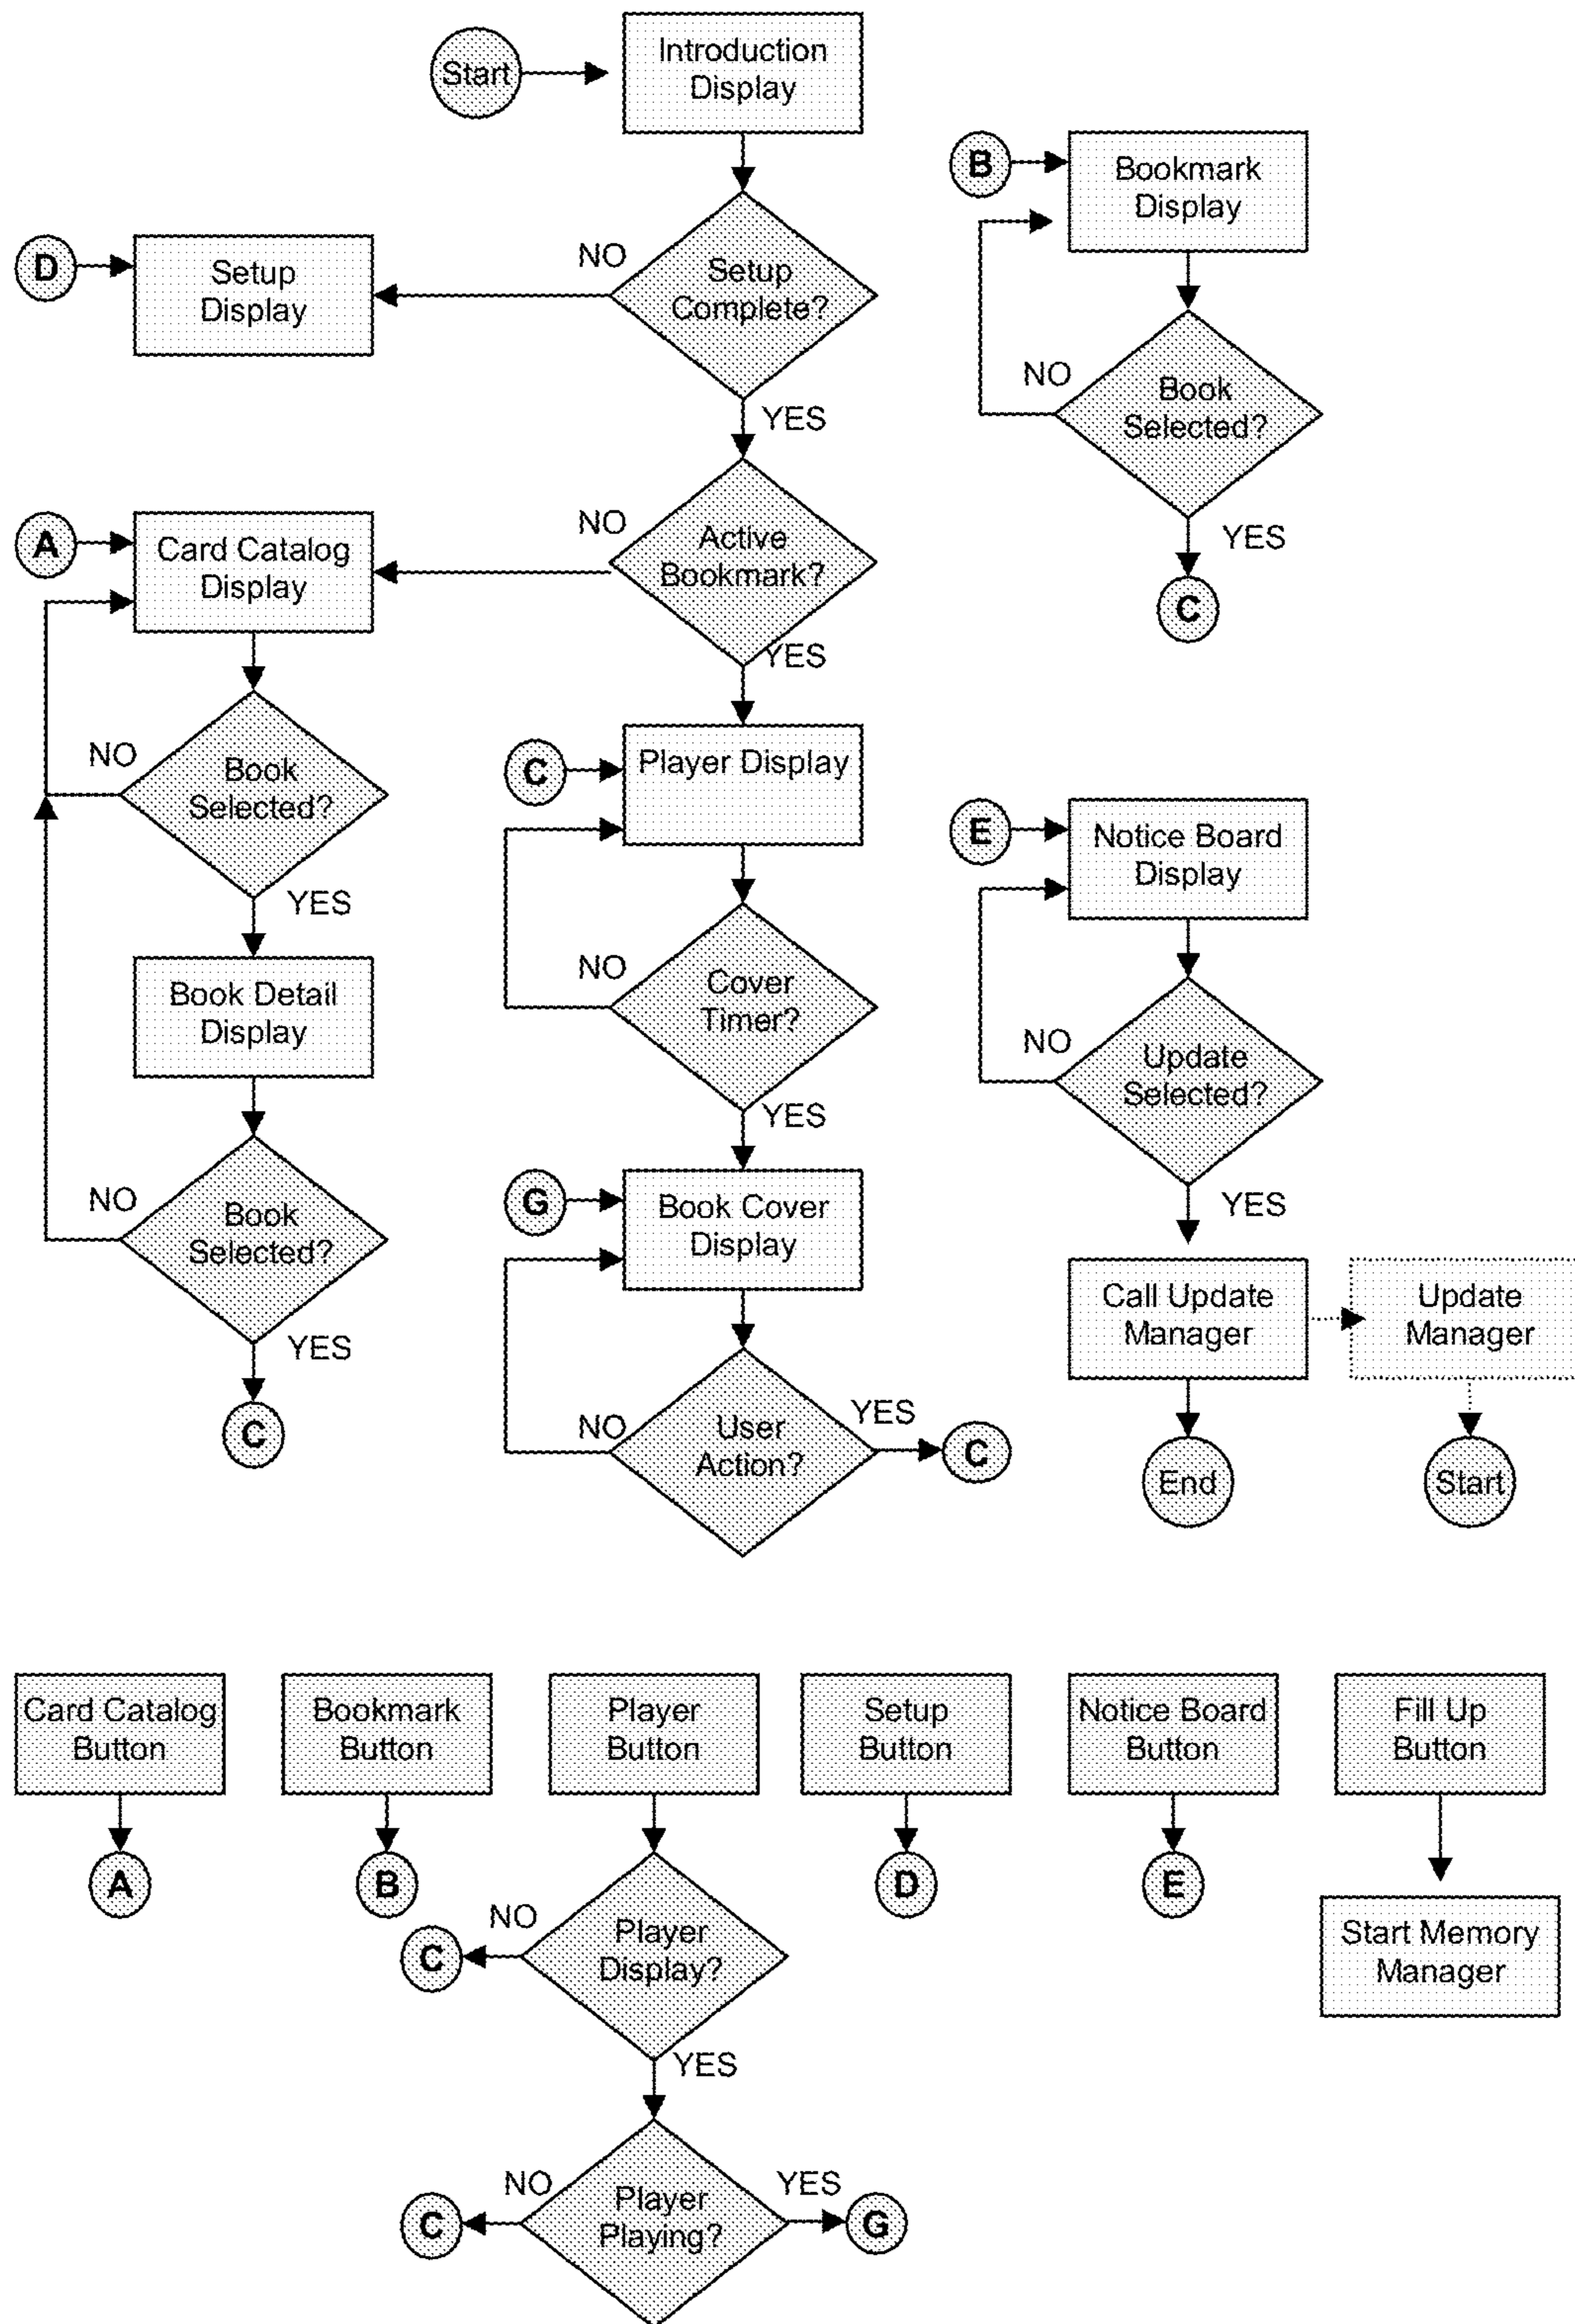 Start
Introduction
Display
B
Bookmark
Display
D
Setup
Display
NO
Setup
Complete?
YES
NO
Book
Selected?
YES
C
A
Card Catalog
Display
NO
Active
Bookmark?
YES
NO
Book
Selected?
YES
C
Player Display
E
Notice Board
Display
Book Detail
Display
NO
Cover
Timer?
YES
NO
Update
Selected?
YES
NO
Book
Selected?
YES
C
G
Book Cover
Display
Call Update
Manager
Update
Manager
NO
User
Action?
YES
C
End
Start
Card Catalog
Button
Bookmark
Button
Player
Button
Setup
Button
Notice Board
Button
Fill Up
Button
A
B
D
E
C
NO
Player
Display?
YES
Start Memory
Manager
C
NO
Player
Playing?
YES
G